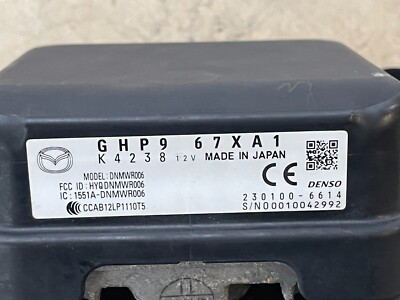 GHP9 67XA1
K4238 12V MADE IN JAPAN
MODEL: DNMWR006
FCC ID: HYQDNMWR006
IC: 1551A-DNMWR006
CCAB12LP1110T5
CE
DENSO
230100-6614
S/N00010042992